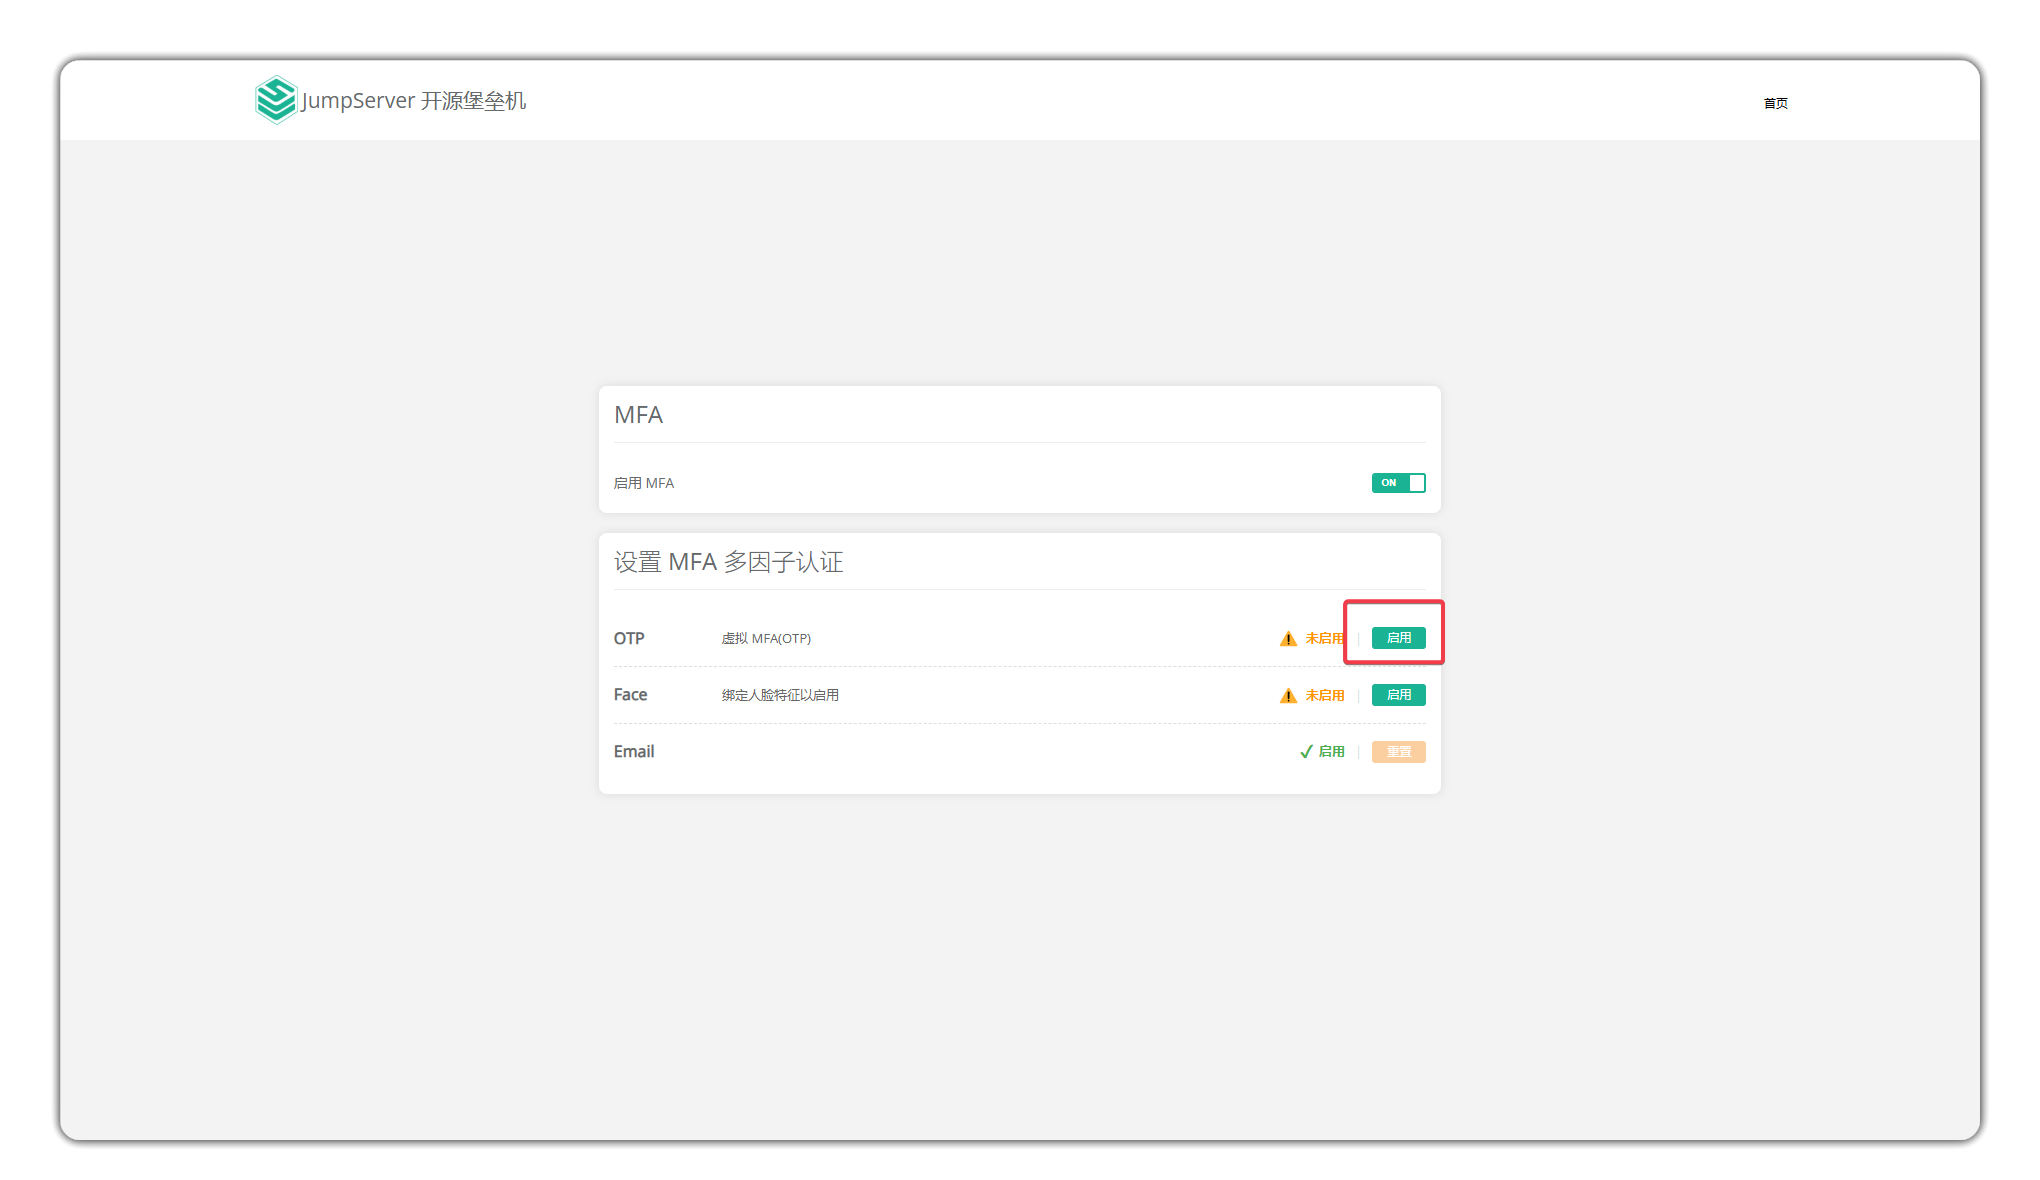 JumpServer 开源堡垒机
首页
MFA
启用 MFA
ON
设置 MFA 多因子认证
OTP 虚拟 MFA(OTP) 未启用 | 启用
Face 绑定人脸特征以启用 未启用 | 启用
Email 启用 | 重置